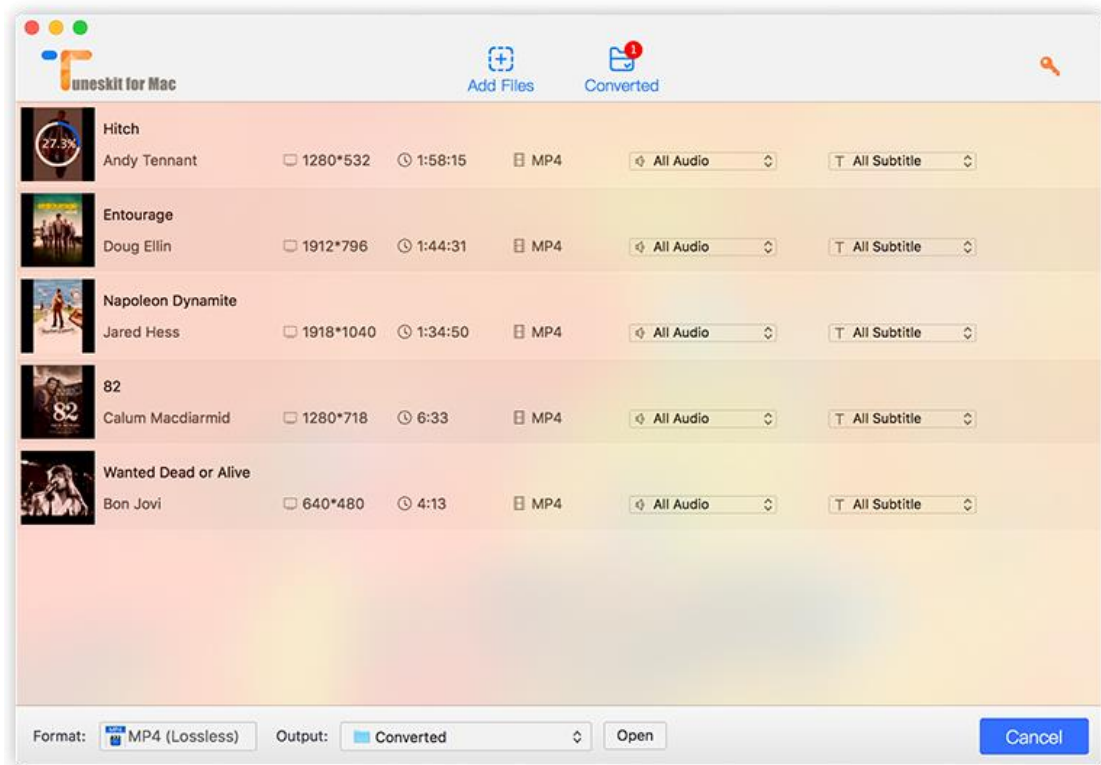 Tuneskit for Mac
Add Files
Converted
1
27.3%
Hitch
Andy Tennant 1280*532 1:58:15 MP4 All Audio T All Subtitle
entourage
Entourage
Doug Ellin 1912*796 1:44:31 MP4 All Audio T All Subtitle
Napoleon Dynamite
Jared Hess 1918*1040 1:34:50 MP4 All Audio T All Subtitle
82
82
Calum Macdiarmid 1280*718 6:33 MP4 All Audio T All Subtitle
Wanted Dead or Alive
Bon Jovi 640*480 4:13 MP4 All Audio T All Subtitle
Format: MP4 MP4 (Lossless) Output: Converted Open Cancel